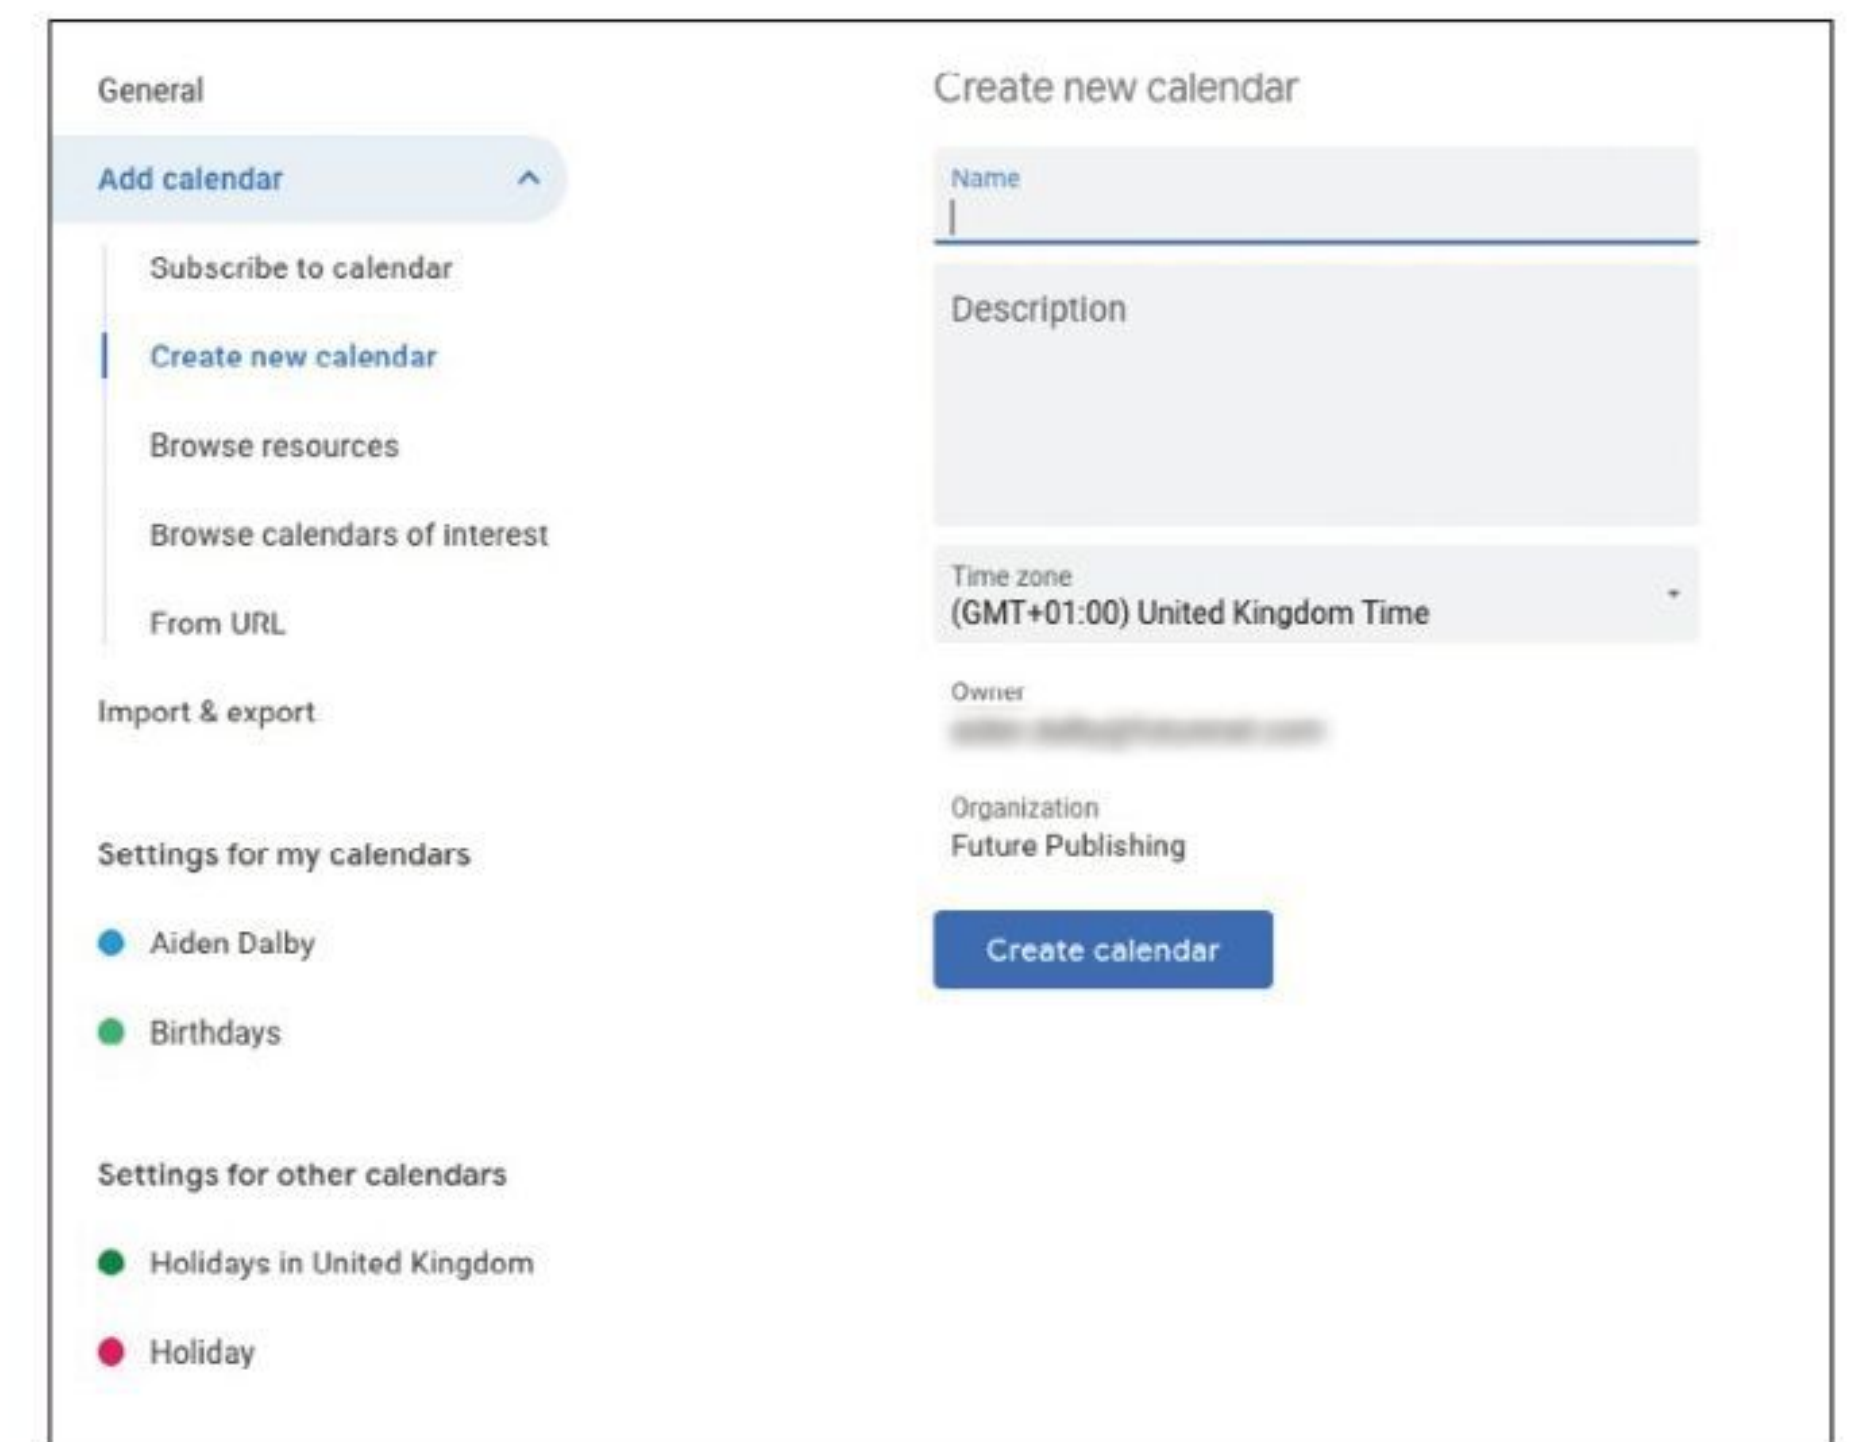 General
Add calendar
Subscribe to calendar
Create new calendar
Browse resources
Browse calendars of interest
From URL
Import & export
Settings for my calendars
Aiden Dalby
Birthdays
Settings for other calendars
Holidays in United Kingdom
Holiday
Create new calendar
Name
Description
Time zone
(GMT+01:00) United Kingdom Time
Owner
Organization
Future Publishing
Create calendar